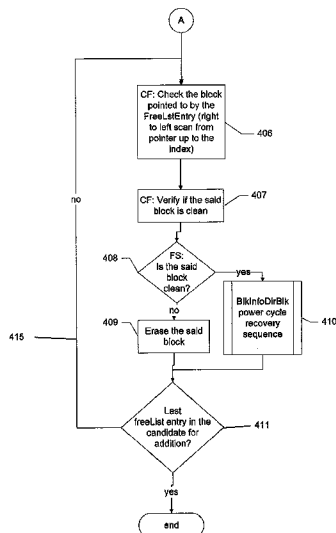 A
CF: Check the block
pointed to by the
FreeLstEntry (right
to left scan from
pointer up to the
index)
406
no
CF: Verify if the said
block is clean
407
FS:
Is the said
block
clean?
408
yes
BlkInfoDirBlk
power cycle
recovery
sequence
410
no
Erase the said
block
409
415
Last
freeList entry in the
candidate for
addition?
411
yes
end